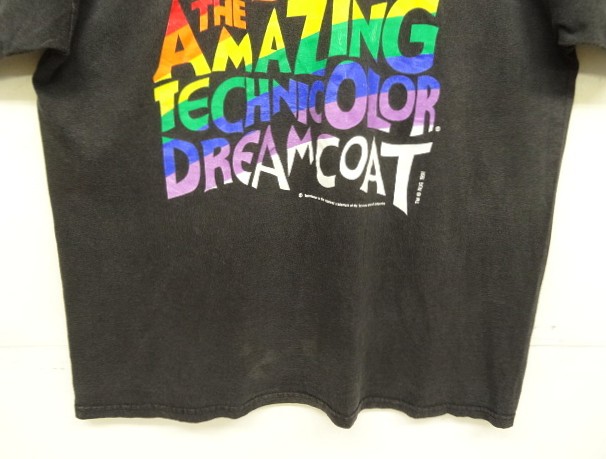 THE
AMAZING
TECHNICOLOR®
DREAMCOAT